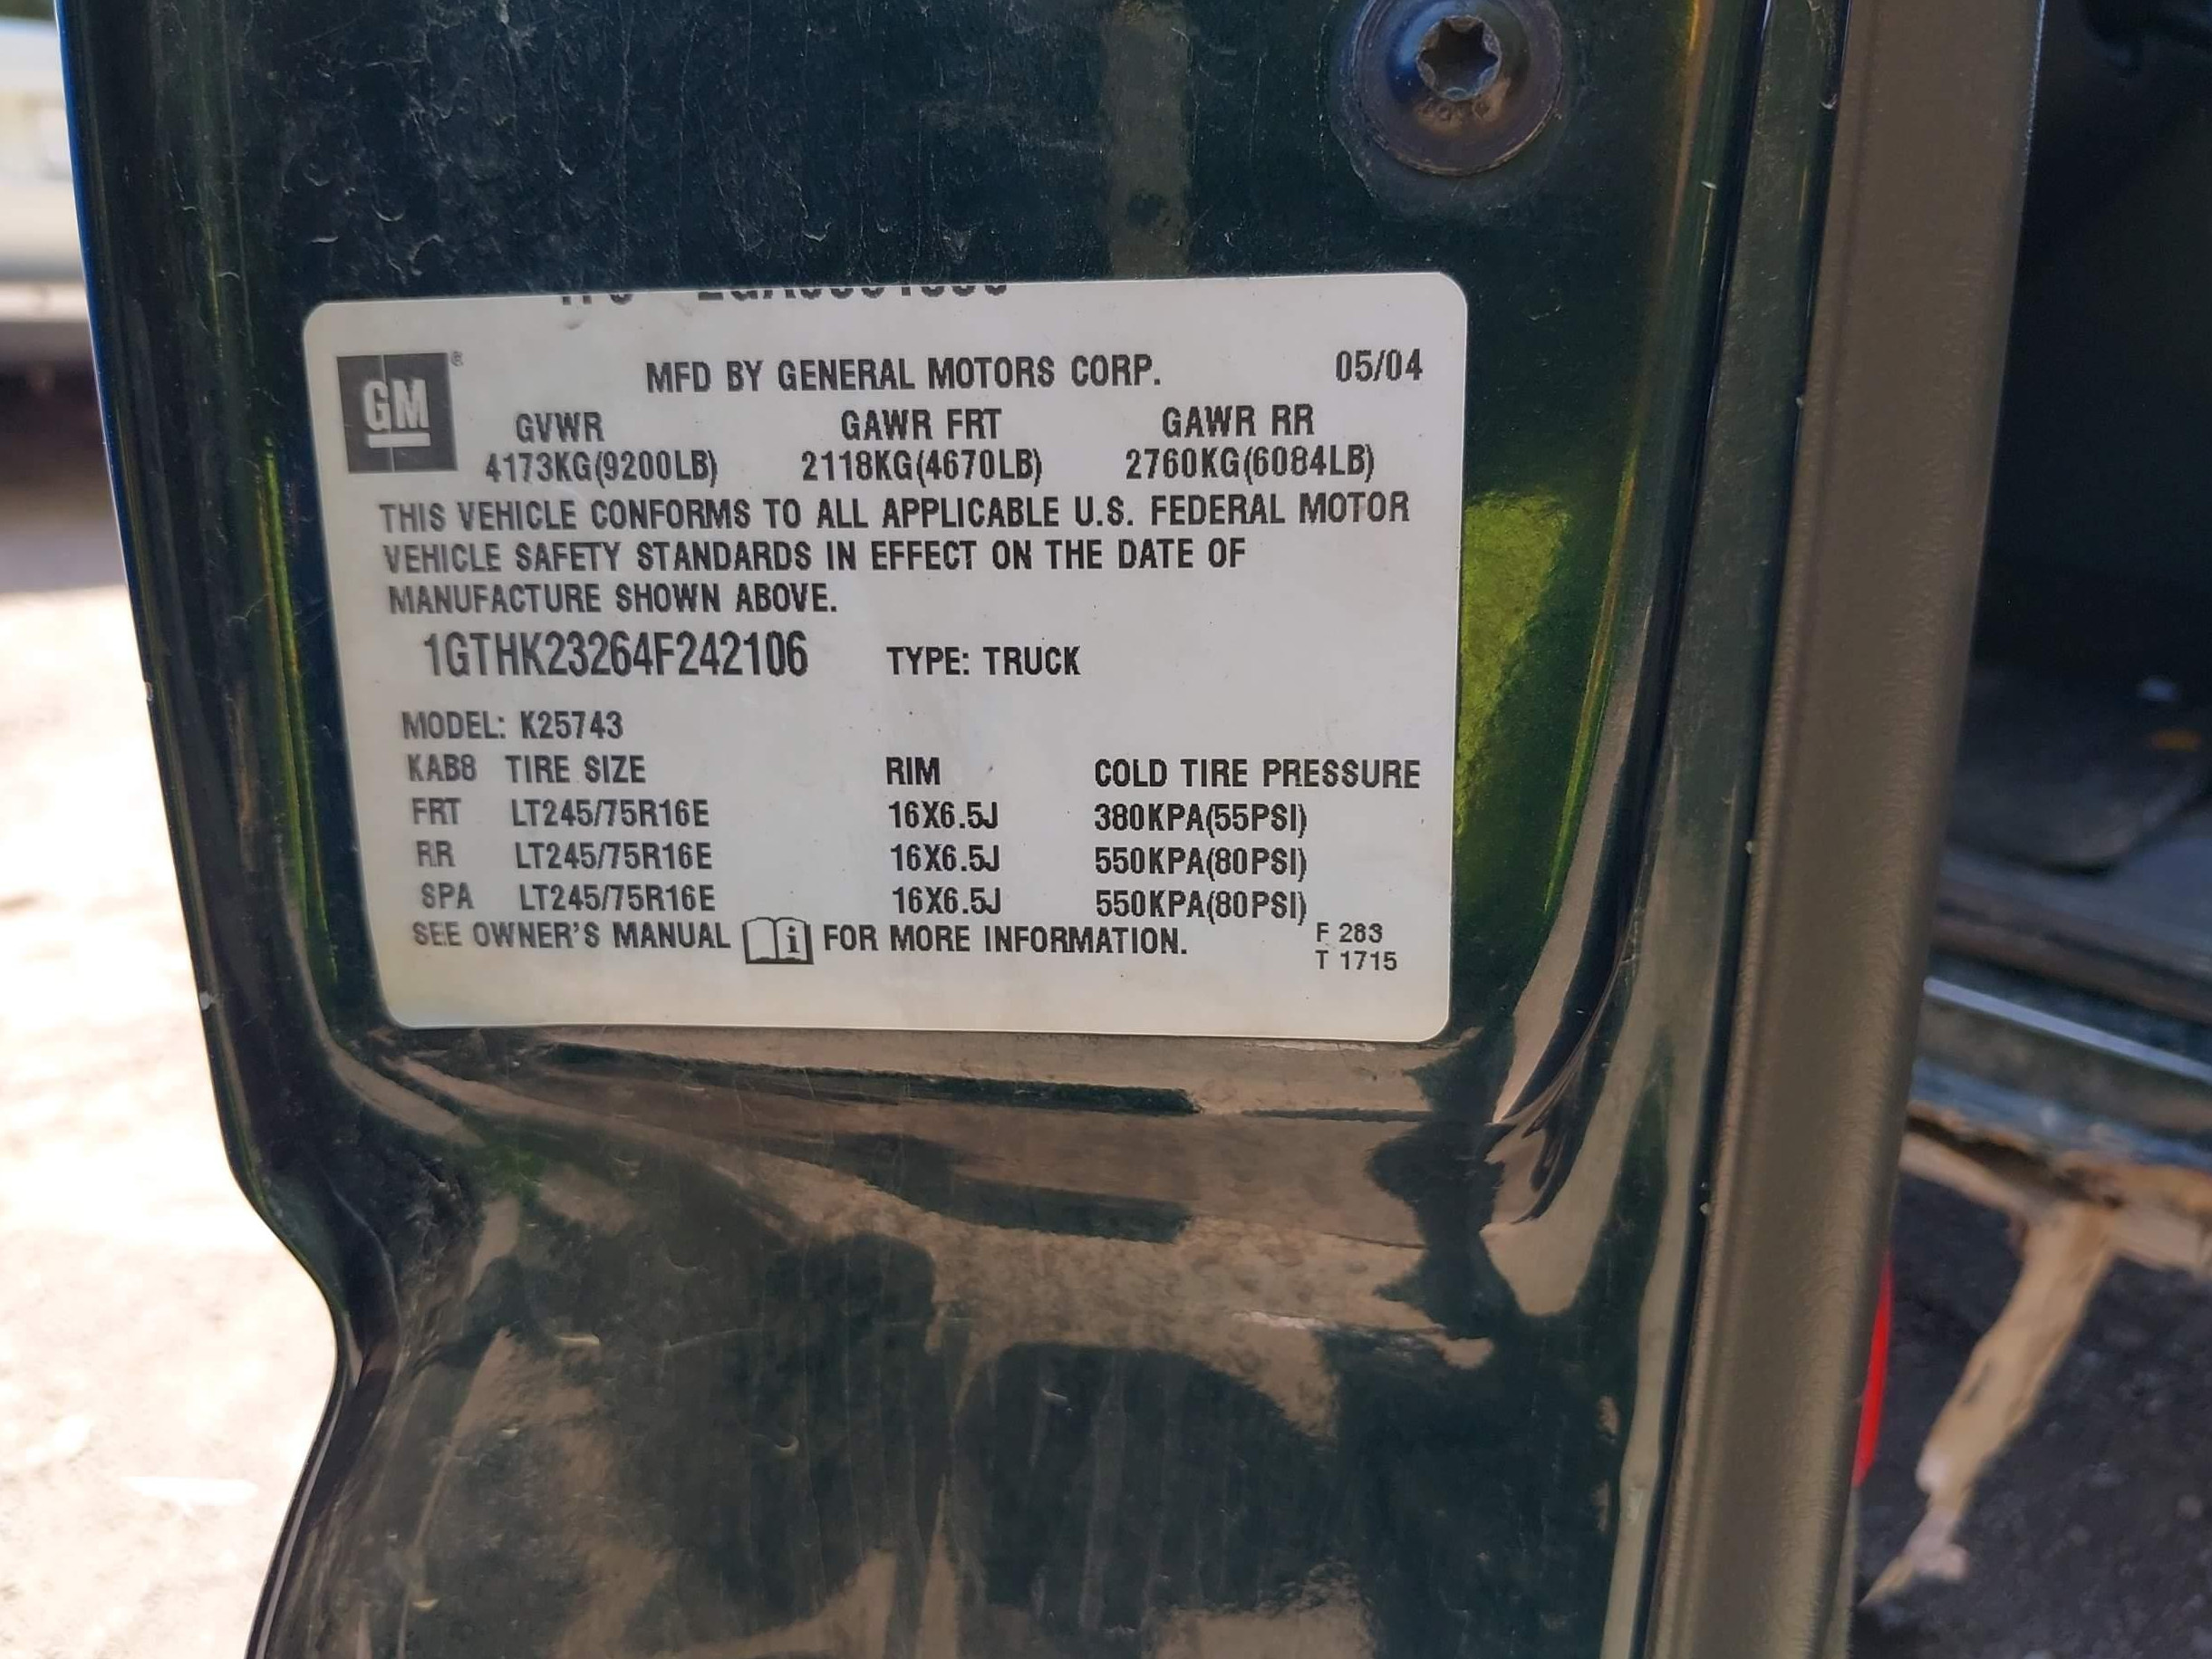 GM ®
MFD BY GENERAL MOTORS CORP. 05/04
GVWR GAWR FRT GAWR RR
4173KG(9200LB) 2118KG(4670LB) 2760KG(6084LB)
THIS VEHICLE CONFORMS TO ALL APPLICABLE U.S. FEDERAL MOTOR
VEHICLE SAFETY STANDARDS IN EFFECT ON THE DATE OF
MANUFACTURE SHOWN ABOVE.
1GTHK23264F242106 TYPE: TRUCK
MODEL: K25743
KAB8 TIRE SIZE RIM COLD TIRE PRESSURE
FRT LT245/75R16E 16X6.5J 380KPA(55PSI)
RR LT245/75R16E 16X6.5J 550KPA(80PSI)
SPA LT245/75R16E 16X6.5J 550KPA(80PSI)
SEE OWNER'S MANUAL i FOR MORE INFORMATION.
F 283
T 1715